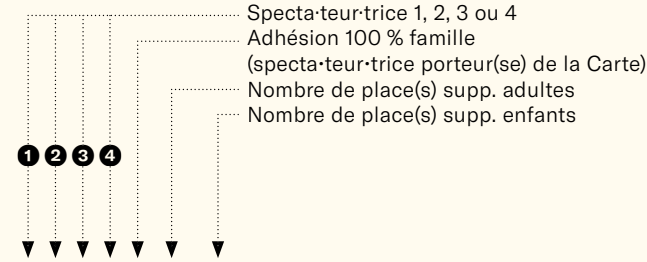 Specta·teur·trice 1, 2, 3 ou 4
Adhésion 100 % famille
(specta·teur·trice porteur(se) de la Carte)
Nombre de place(s) supp. adultes
Nombre de place(s) supp. enfants
1 2 3 4